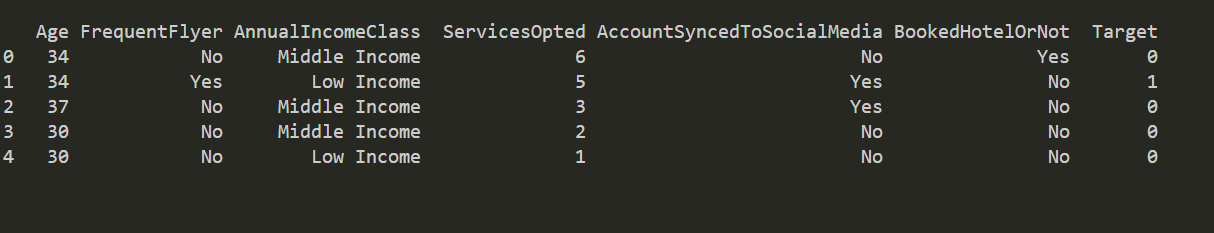 Age FrequentFlyer AnnualIncomeClass ServicesOpted AccountSyncedToSocialMedia BookedHotelOrNot Target
0 34 No Middle Income 6 No Yes 0
1 34 Yes Low Income 5 Yes No 1
2 37 No Middle Income 3 Yes No 0
3 30 No Middle Income 2 No No 0
4 30 No Low Income 1 No No 0